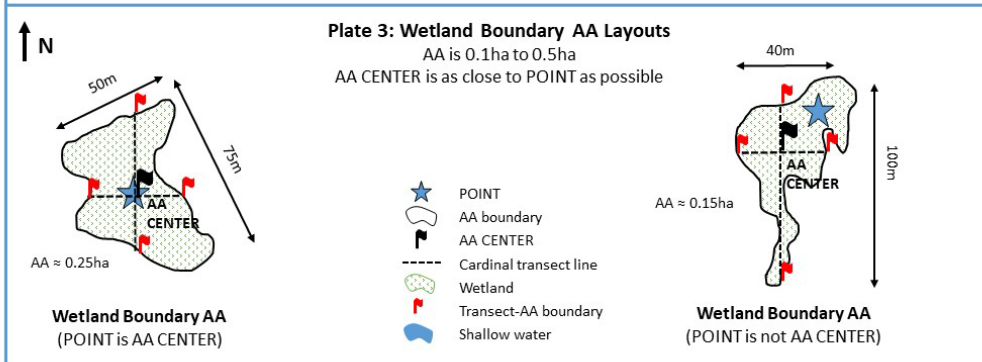 N
Plate 3: Wetland Boundary AA Layouts
AA is 0.1ha to 0.5ha
AA CENTER is as close to POINT as possible
50m
75m
AA
CENTER
AA ≈ 0.25ha
Wetland Boundary AA
(POINT is AA CENTER)
POINT
AA boundary
AA CENTER
Cardinal transect line
Wetland
Transect-AA boundary
Shallow water
40m
100m
AA
CENTER
AA ≈ 0.15ha
Wetland Boundary AA
(POINT is not AA CENTER)